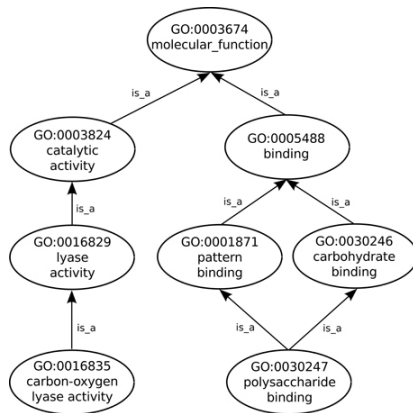 GO:0003674
molecular_function
is_a
is_a
GO:0003824
catalytic
activity
GO:0005488
binding
is_a
is_a
is_a
GO:0016829
lyase
activity
GO:0001871
pattern
binding
GO:0030246
carbohydrate
binding
is_a
is_a
is_a
GO:0016835
carbon-oxygen
lyase activity
GO:0030247
polysaccharide
binding